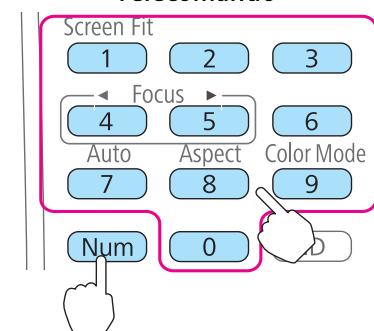 Screen Fit
1 2 3
◄ Focus ►
4 5 6
Auto Aspect Color Mode
7 8 9
Num 0